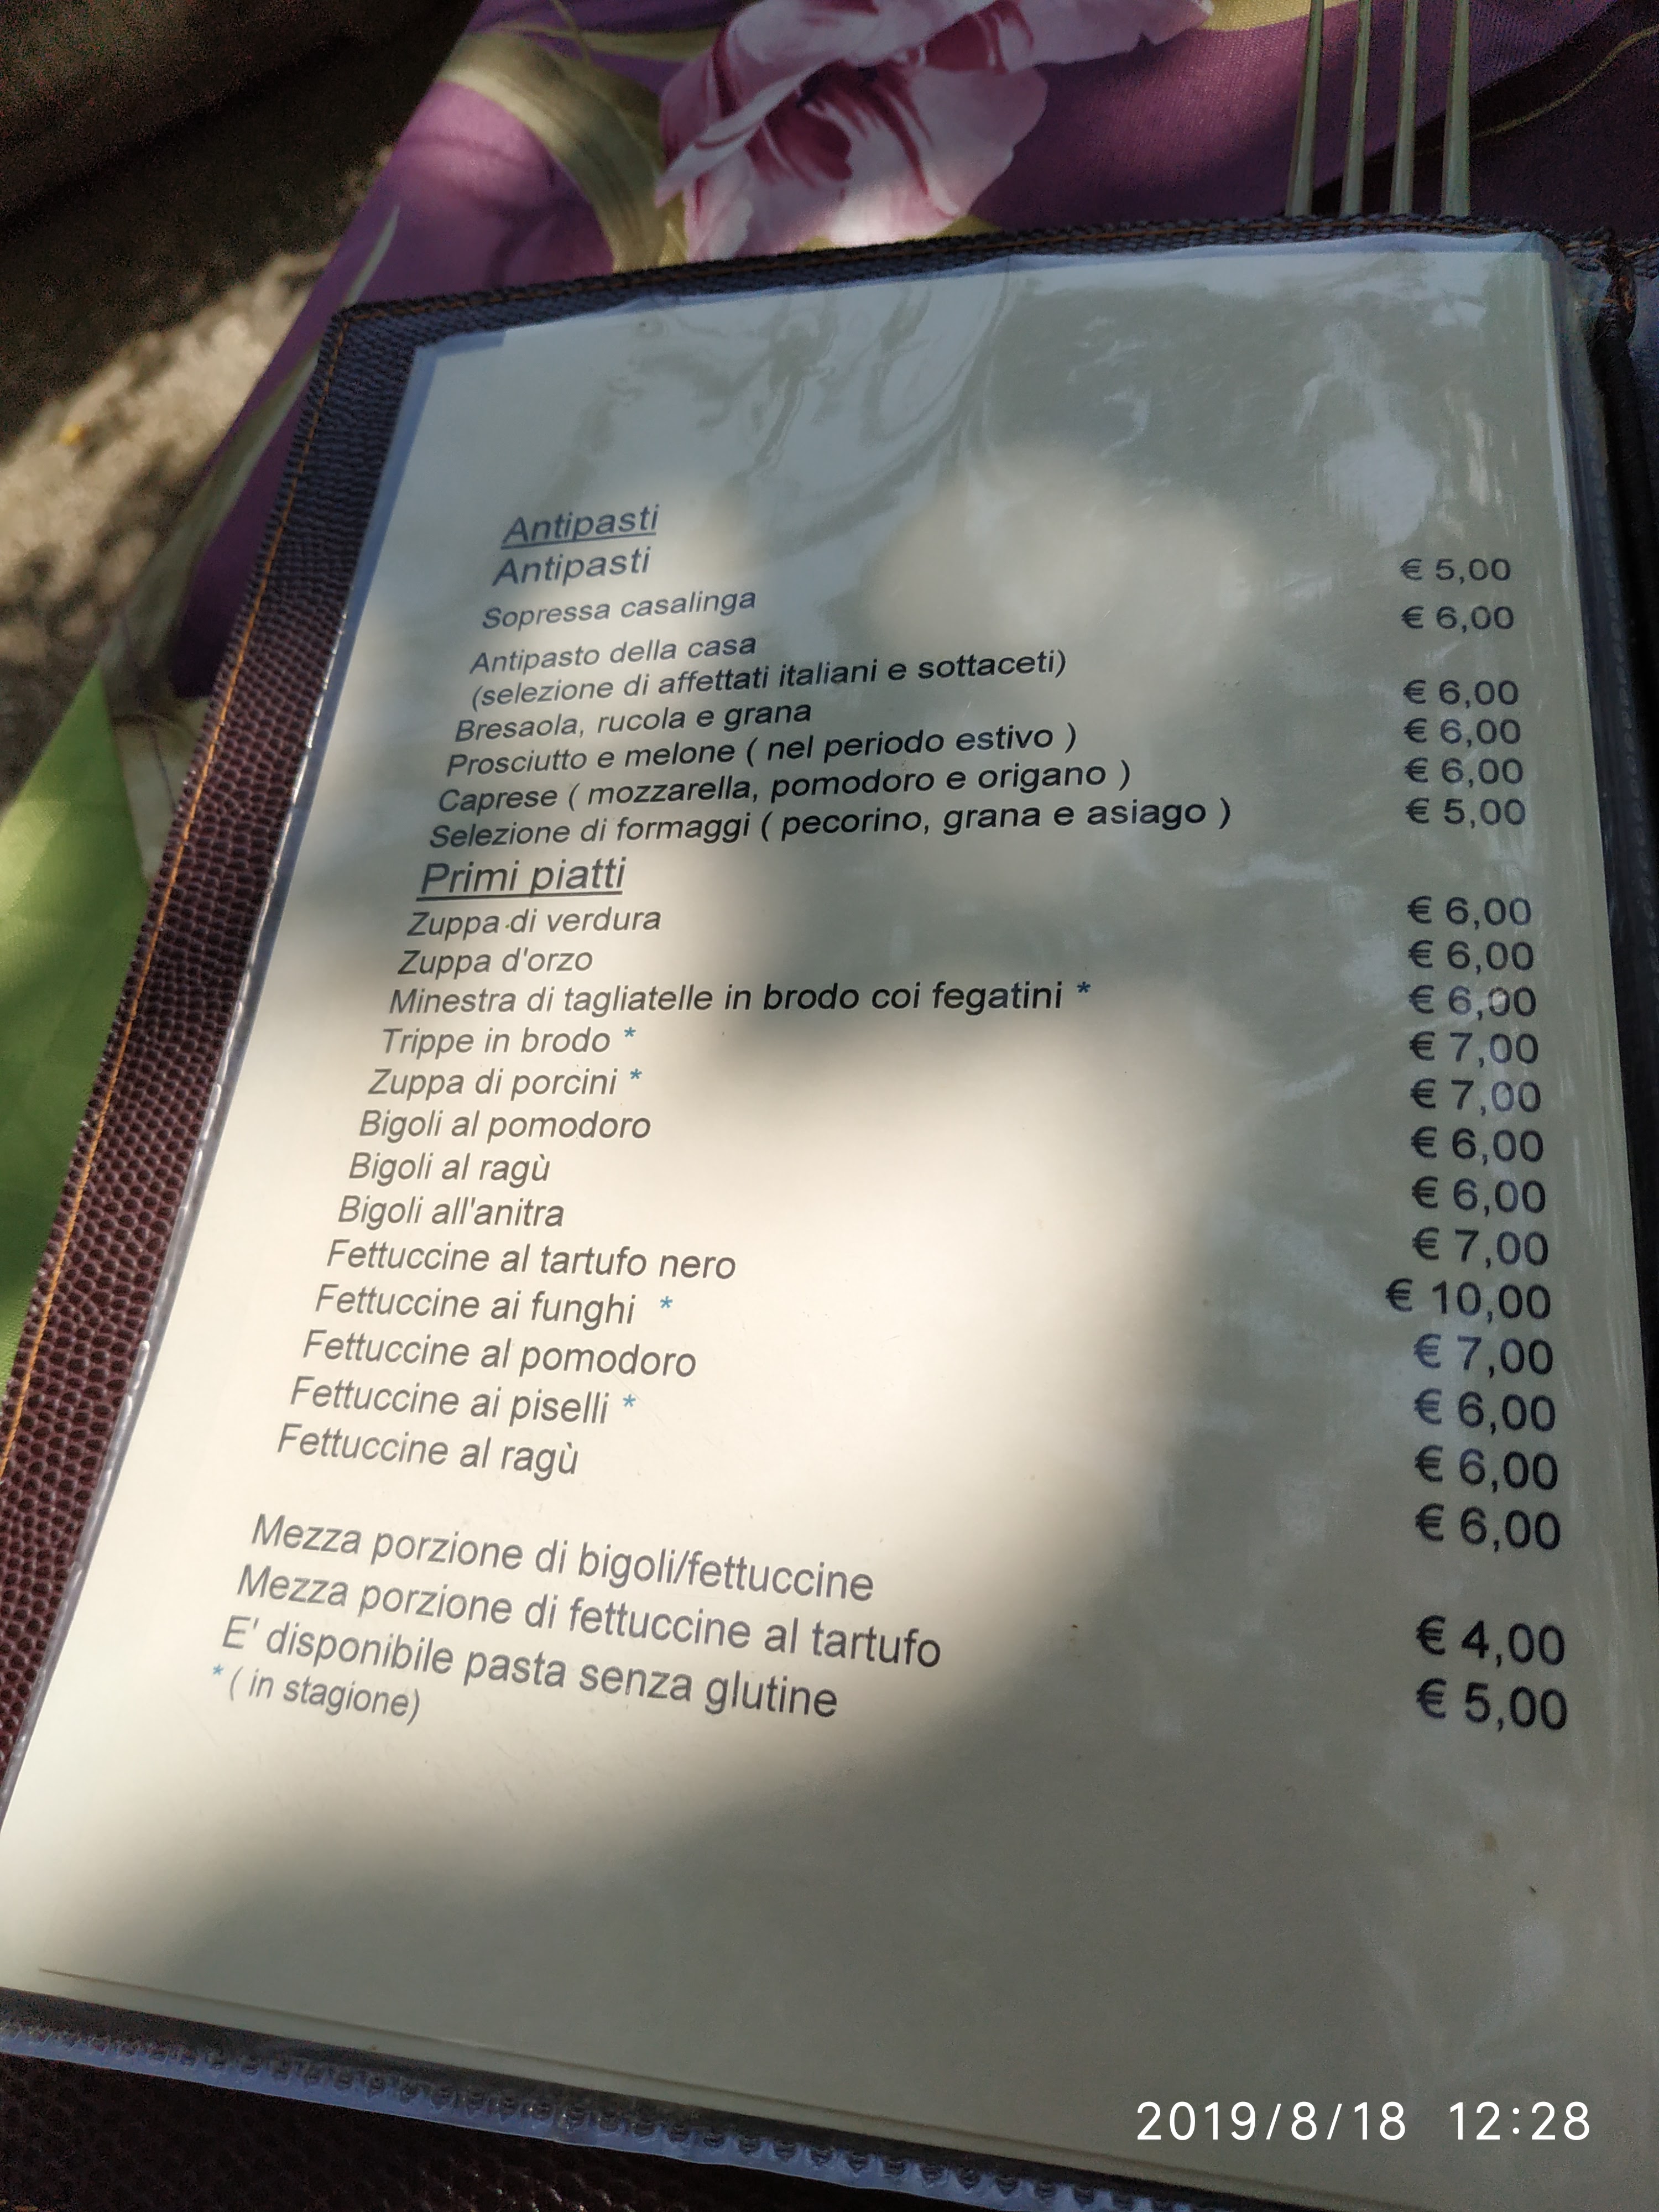 Antipasti
Antipasti
Sopressa casalinga € 5,00
Antipasto della casa € 6,00
(selezione di affettati italiani e sottaceti)
Bresaola, rucola e grana € 6,00
Prosciutto e melone ( nel periodo estivo ) € 6,00
Caprese ( mozzarella, pomodoro e origano ) € 6,00
Selezione di formaggi ( pecorino, grana e asiago ) € 5,00
Primi piatti
Zuppa di verdura € 6,00
Zuppa d'orzo € 6,00
Minestra di tagliatelle in brodo coi fegatini * € 6,00
Trippe in brodo * € 7,00
Zuppa di porcini * € 7,00
Bigoli al pomodoro € 6,00
Bigoli al ragù € 6,00
Bigoli all'anitra € 7,00
Fettuccine al tartufo nero € 10,00
Fettuccine ai funghi * € 7,00
Fettuccine al pomodoro € 6,00
Fettuccine ai piselli * € 6,00
Fettuccine al ragù € 6,00
Mezza porzione di bigoli/fettuccine € 4,00
Mezza porzione di fettuccine al tartufo € 5,00
E' disponibile pasta senza glutine
* ( in stagione)
2019/8/18 12:28